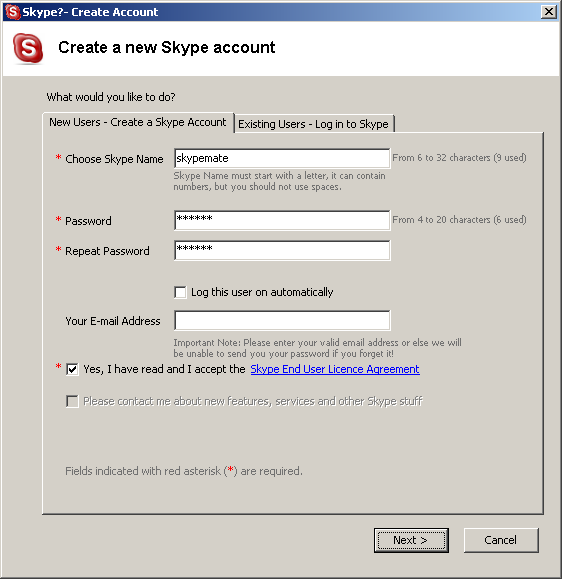 Skype?- Create Account
S
Create a new Skype account
What would you like to do?
New Users - Create a Skype Account
Existing Users - Log in to Skype
* Choose Skype Name
skypemate
From 6 to 32 characters (9 used)
Skype Name must start with a letter, it can contain
numbers, but you should not use spaces.
* Password
******
From 4 to 20 characters (6 used)
* Repeat Password
******
Log this user on automatically
Your E-mail Address
Important Note: Please enter your valid email address or else we will
be unable to send you your password if you forget it!
* Yes, I have read and I accept the Skype End User Licence Agreement
Please contact me about new features, services and other Skype stuff
Fields indicated with red asterisk (*) are required.
Next >
Cancel